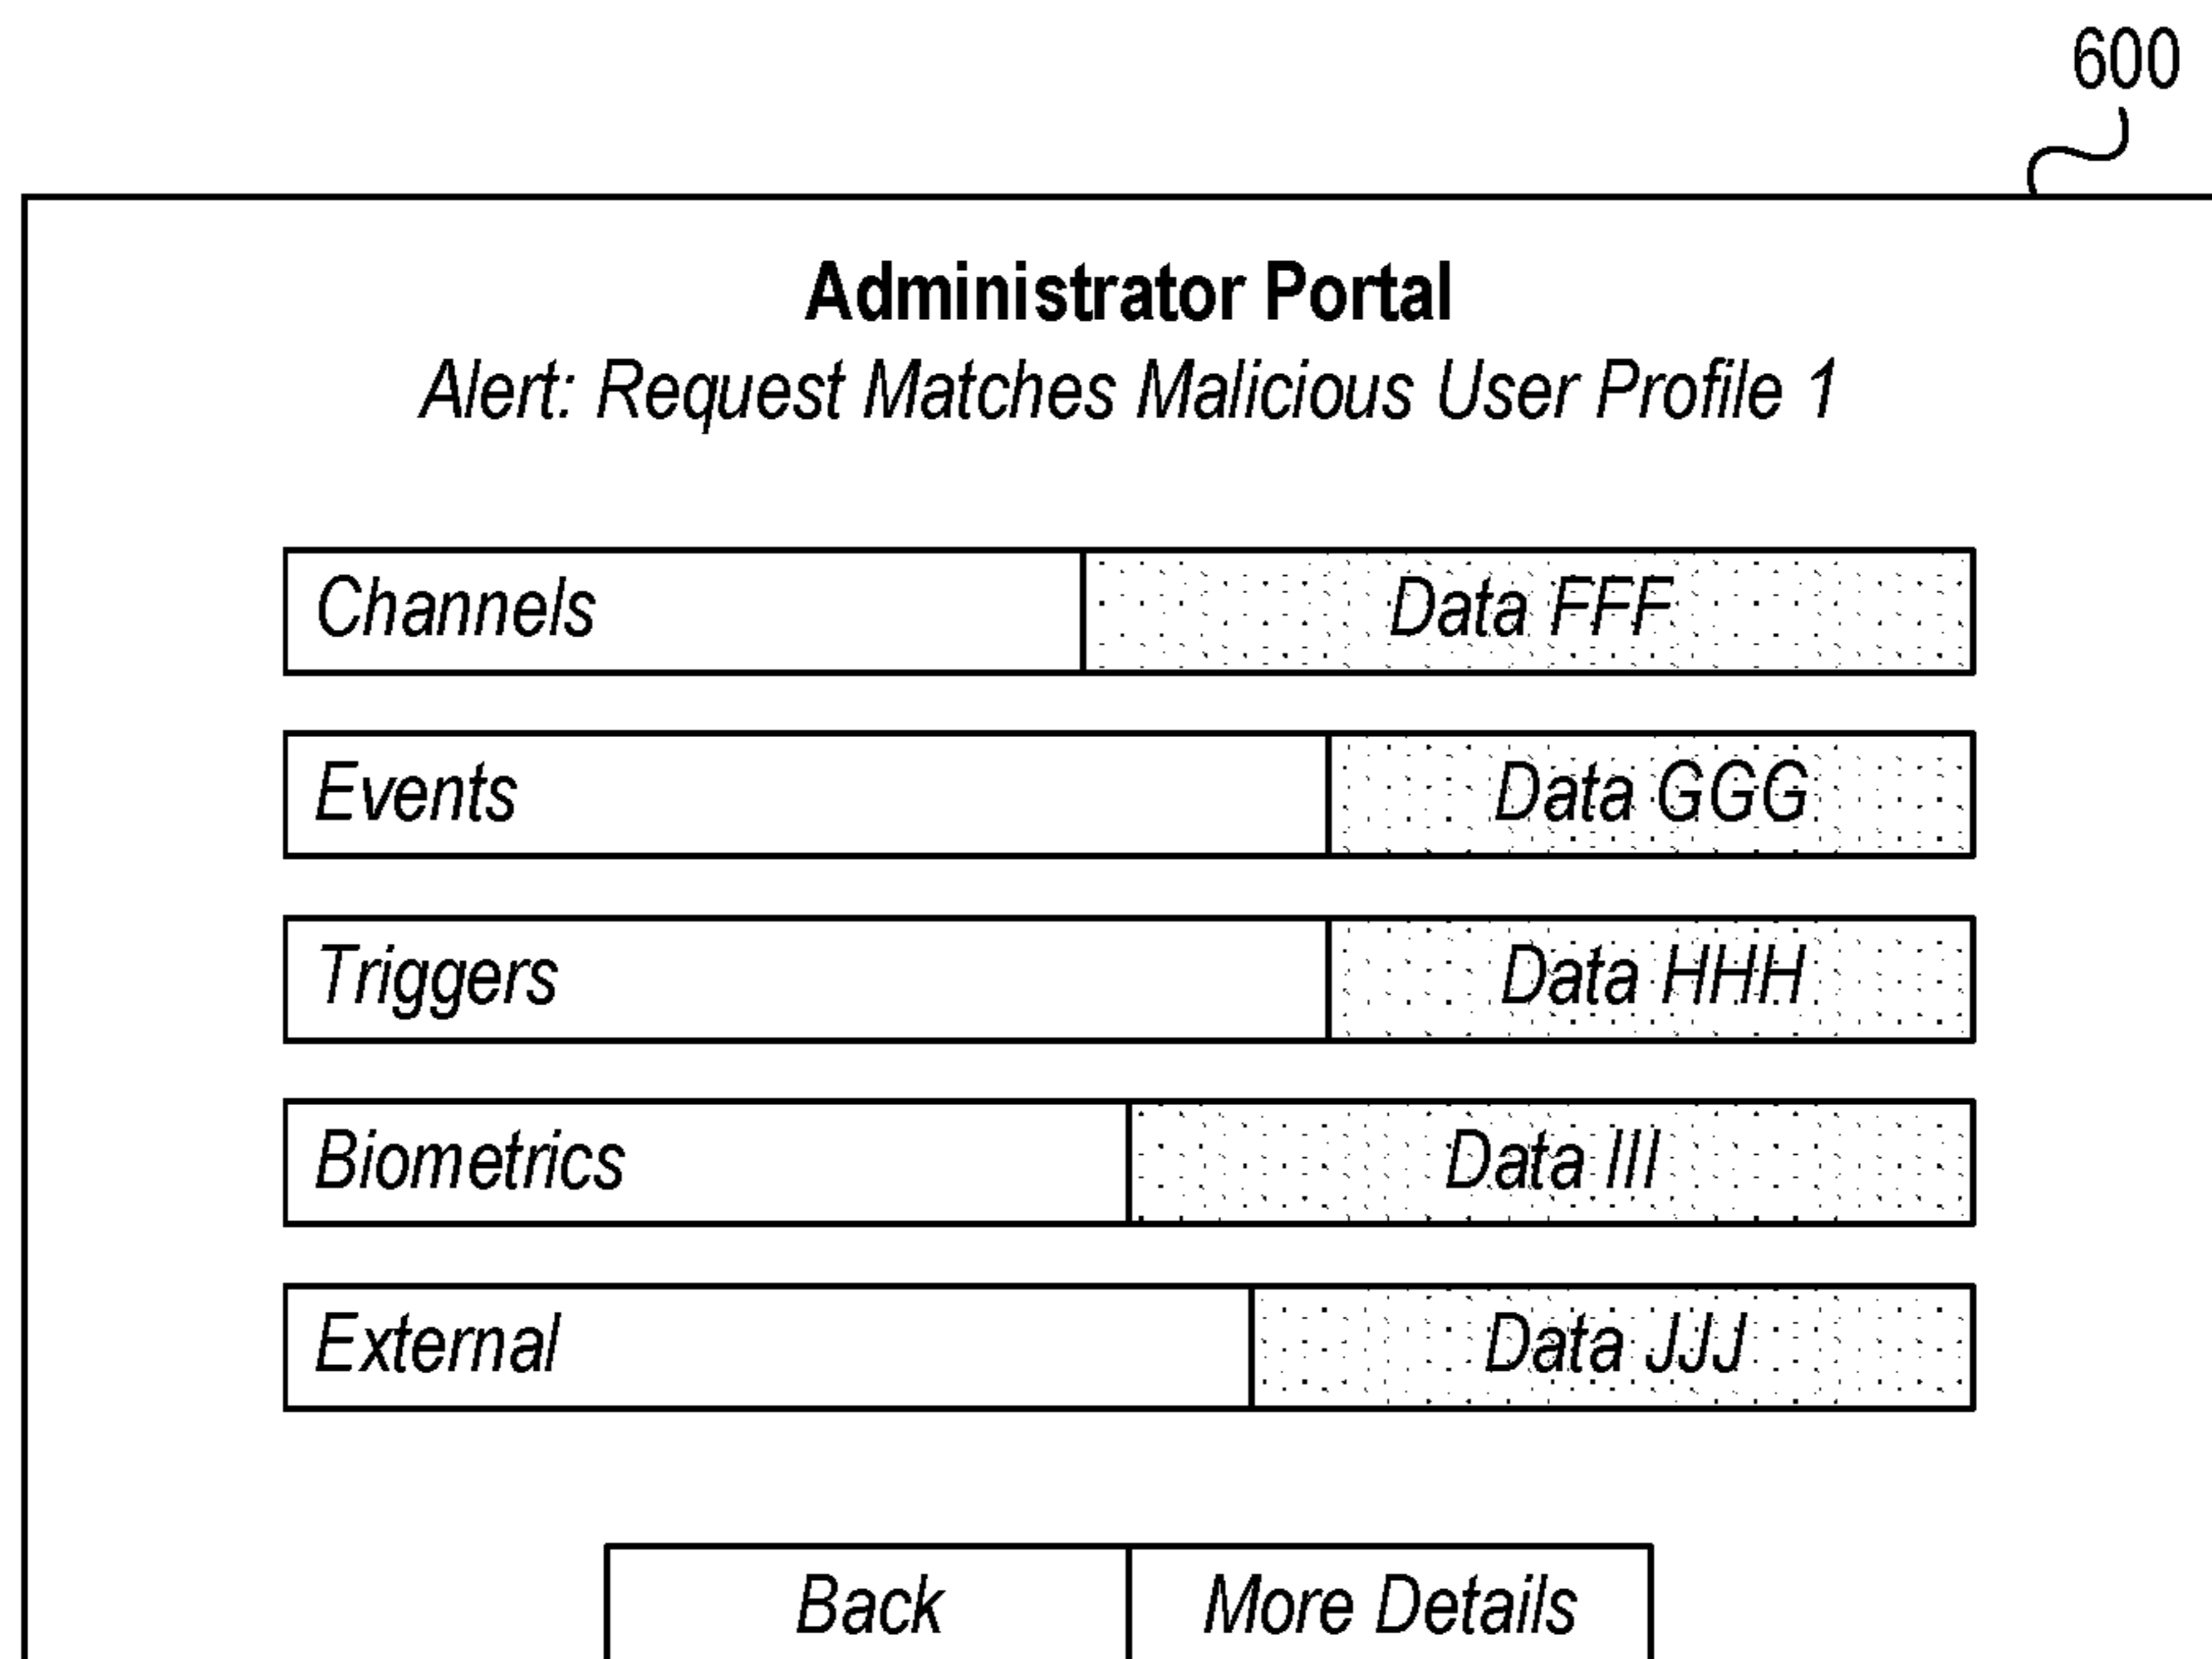 600
Administrator Portal
Alert: Request Matches Malicious User Profile 1
Channels Data FFF
Events Data GGG
Triggers Data HHH
Biometrics Data III
External Data JJJ
Back More Details